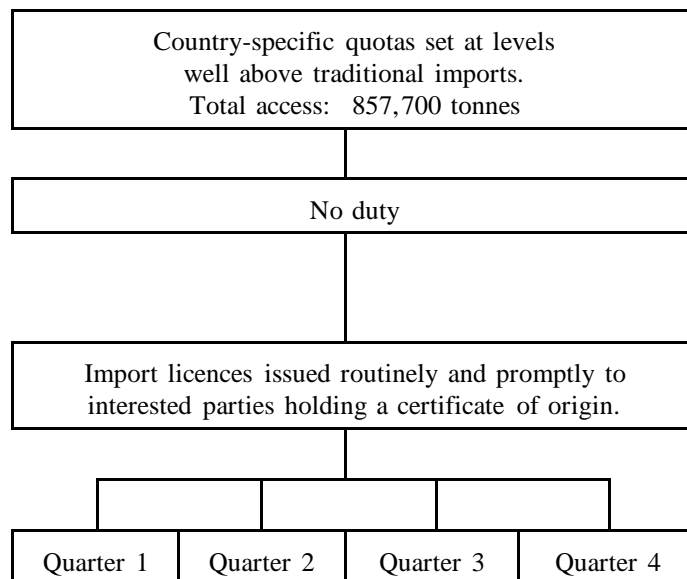 Country-specific quotas set at levels
well above traditional imports.
Total access: 857,700 tonnes
No duty
Import licences issued routinely and promptly to
interested parties holding a certificate of origin.
Quarter 1 Quarter 2 Quarter 3 Quarter 4